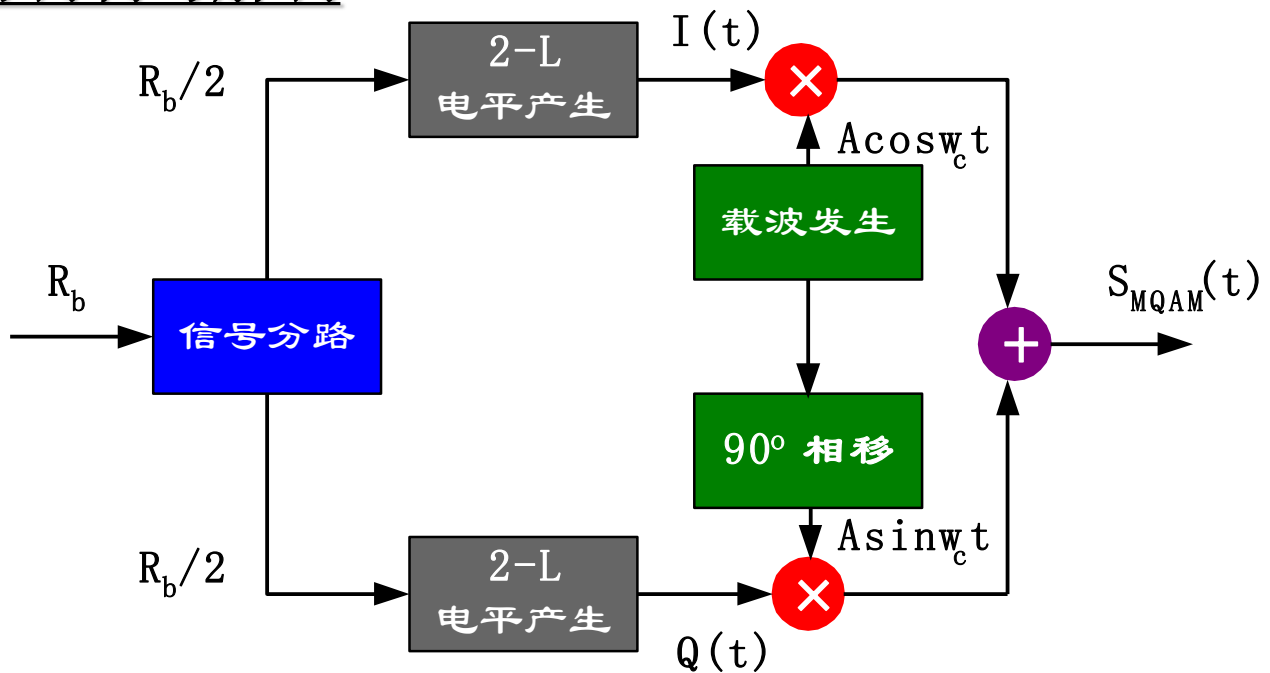 R_b/2
2-L
电平产生
I(t)
×
Acosw_ct
载波发生
R_b
信号分路
+
S_MQAM(t)
90° 相移
Asinw_ct
R_b/2
2-L
电平产生
Q(t)
×